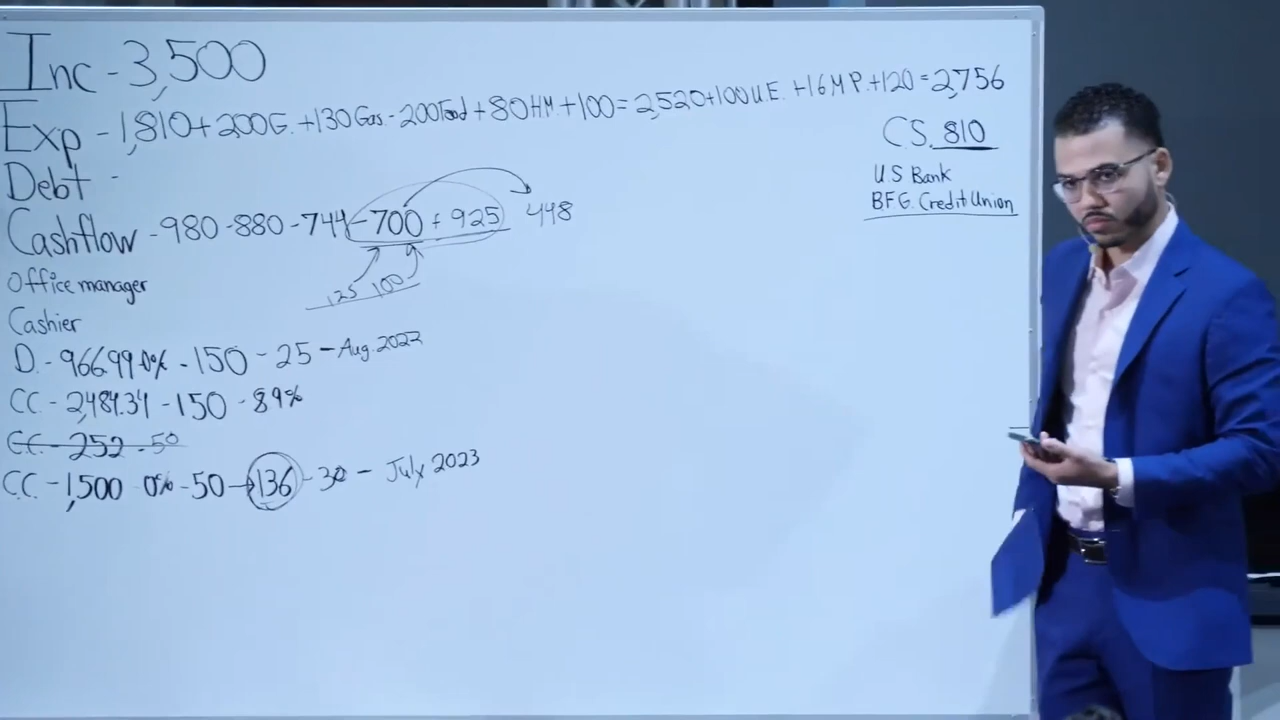 Inc - 3,500
Exp - 1,810 + 200 G. + 130 Gas - 200 Food + 80 HM + 100 = 2,520 + 100 U.E. + 16 M P. + 120 = 2,756
CS. 810
Debt -
US Bank
BFG. Credit Union
Cashflow - 980 - 880 - 744 - 700 + 925 448
125 100
Office manager
Cashier
D. - 966.99 0% - 150 - 25 - Aug. 2022
CC. - 2,484.34 - 150 - 89%
CC. - 252 - 50
CC. - 1,500 0% - 50 → 136 - 30 - July 2023